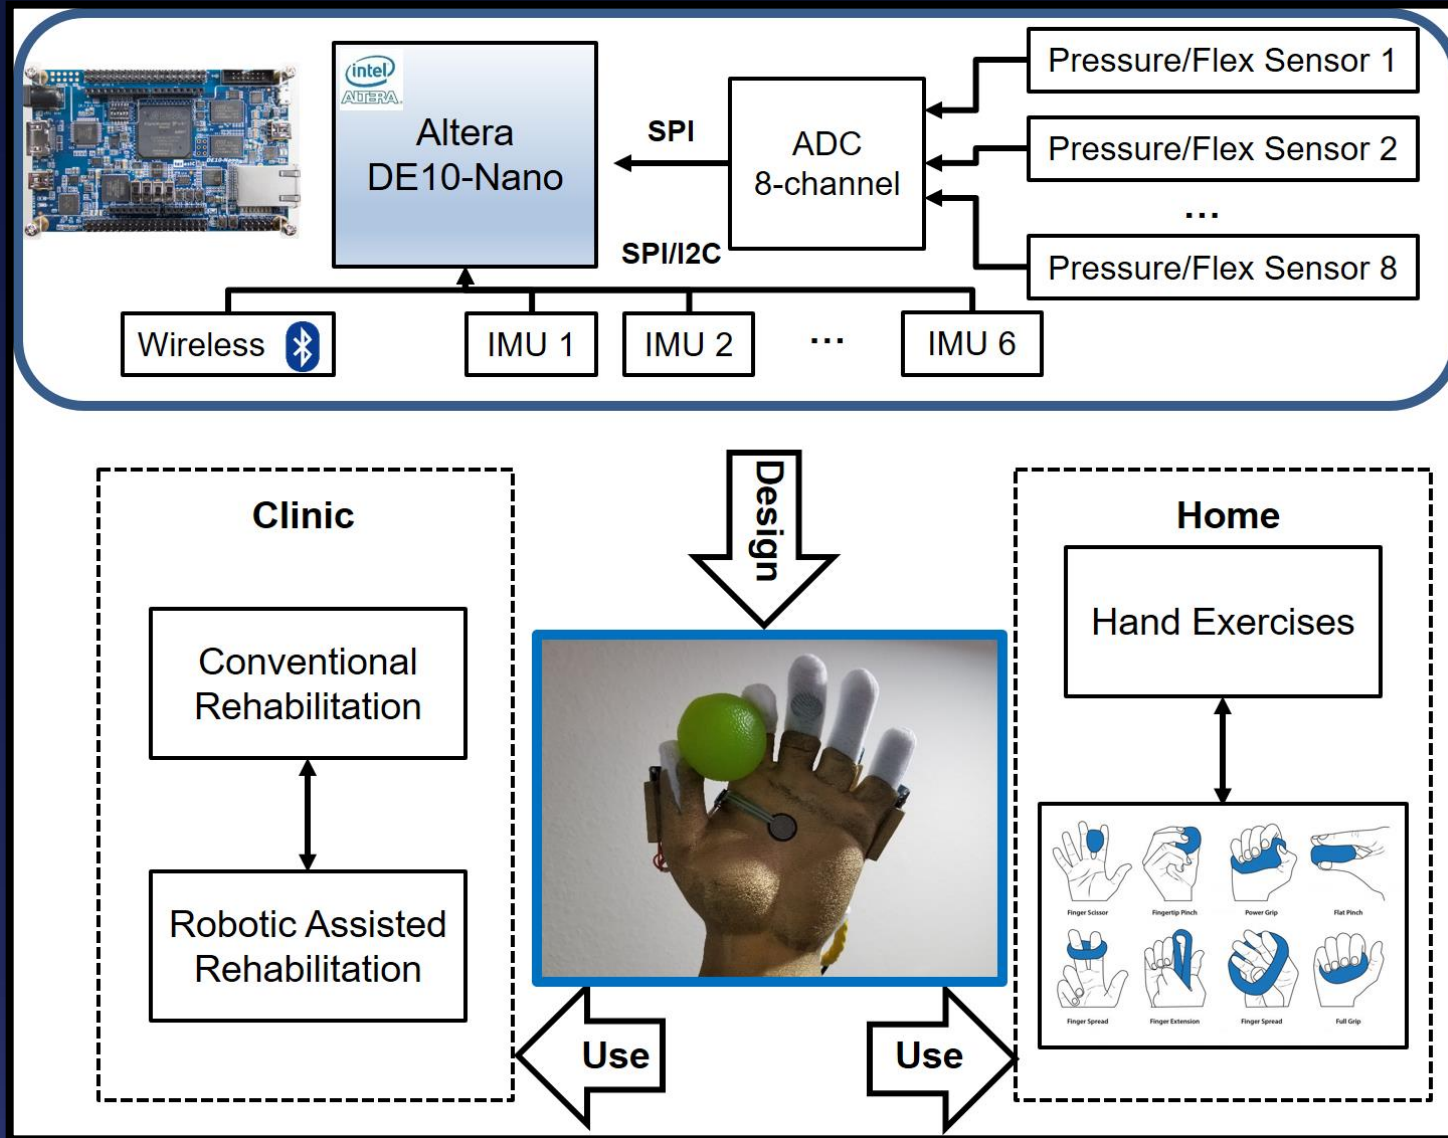 intel
ALTERA
Altera
DE10-Nano
SPI
ADC
8-channel
Pressure/Flex Sensor 1
Pressure/Flex Sensor 2
...
Pressure/Flex Sensor 8
SPI/I2C
Wireless
IMU 1
IMU 2
...
IMU 6
Design
Clinic
Conventional
Rehabilitation
Robotic Assisted
Rehabilitation
Home
Hand Exercises
Finger Scissor
Fingertip Pinch
Power Grip
Flat Pinch
Finger Spread
Finger Extension
Finger Spread
Full Grip
Use
Use